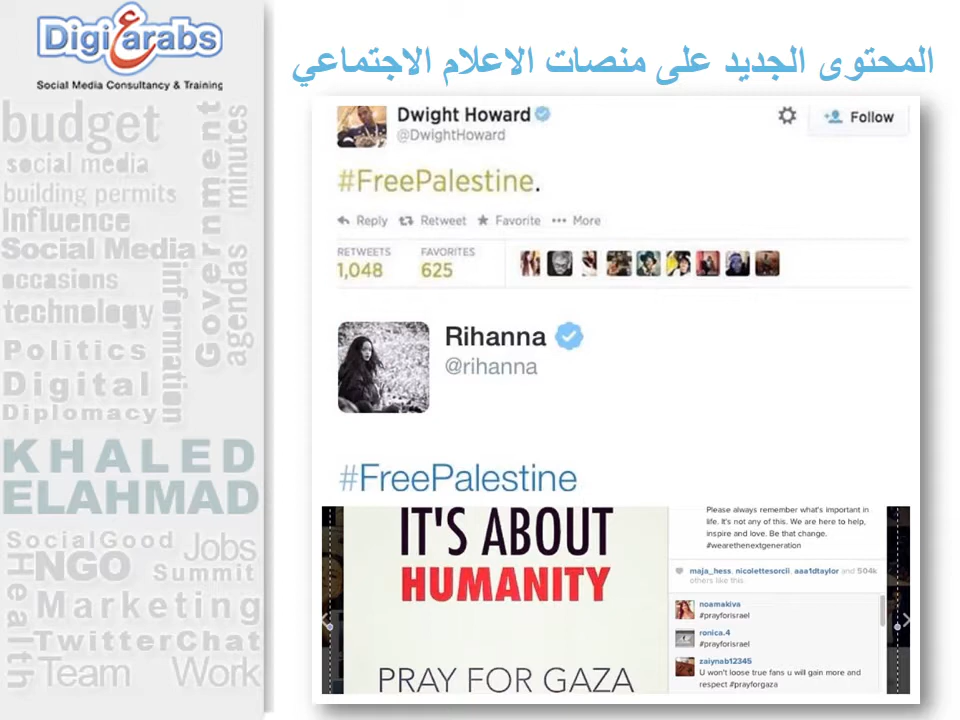 Digi
ع
arabs
Social Media Consultancy & Training
المحتوى الجديد على منصات الاعلام الاجتماعي
budget
social media
building permits
Influence
Social Media
occasions
technology
Politics
Digital
Diplomacy
Government
minutes
agendas
information
KHALED
ELAHMAD
SocialGood
Jobs
NGO
Summit
Health
Marketing
TwitterChat
Team Work
Dwight Howard
@DwightHoward
Follow
#FreePalestine.
Reply Retweet Favorite More
RETWEETS FAVORITES
1,048 625
Rihanna
@rihanna
#FreePalestine
IT'S ABOUT
HUMANITY
PRAY FOR GAZA
Please always remember what's important in
life. It's not any of this. We are here to help,
inspire and love. Be that change.
#wearethenextgeneration
maja_hess, nicolettesorcii, aaa1dtaylor and 504k
others like this.
noamakiva
#prayforisrael
ronica.4
#prayforisrael
zaiynab12345
U won't loose true fans u will gain more and
respect #prayforgaza